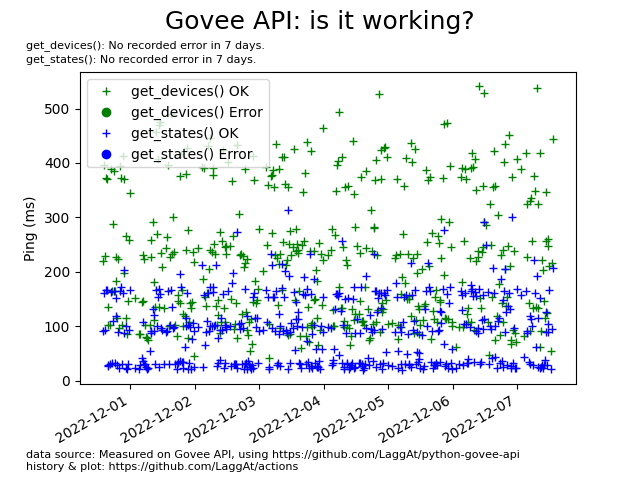 Govee API: is it working?
get_devices(): No recorded error in 7 days.
get_states(): No recorded error in 7 days.
get_devices() OK
get_devices() Error
get_states() OK
get_states() Error
500
400
300
200
100
0
Ping (ms)
2022-12-01
2022-12-02
2022-12-03
2022-12-04
2022-12-05
2022-12-06
2022-12-07
data source: Measured on Govee API, using https://github.com/LaggAt/python-govee-api
history & plot: https://github.com/LaggAt/actions